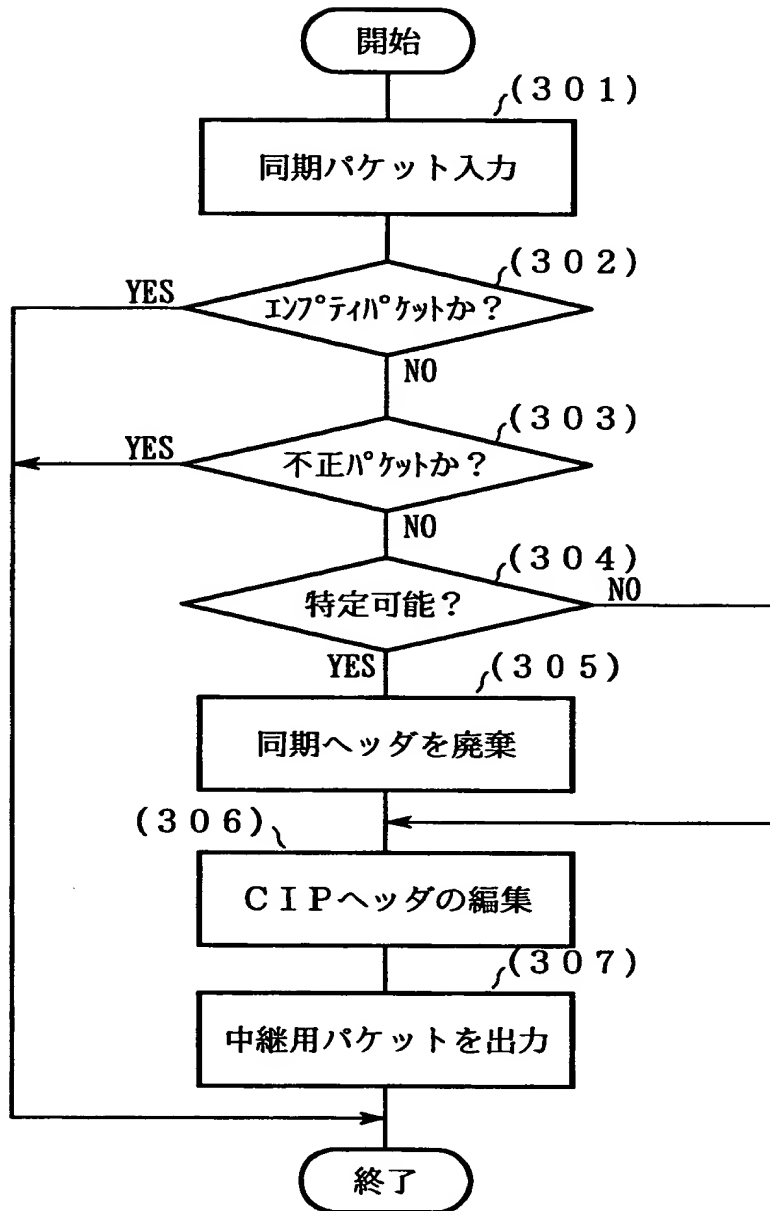 開始
(301)
同期パケット入力
(302)
YES
ｴﾝﾌﾟﾃｨﾊﾟｹｯﾄか?
NO
(303)
YES
不正ﾊﾟｹｯﾄか?
NO
(304)
特定可能?
NO
YES
(305)
同期ヘッダを廃棄
(306)
CIPヘッダの編集
(307)
中継用パケットを出力
終了